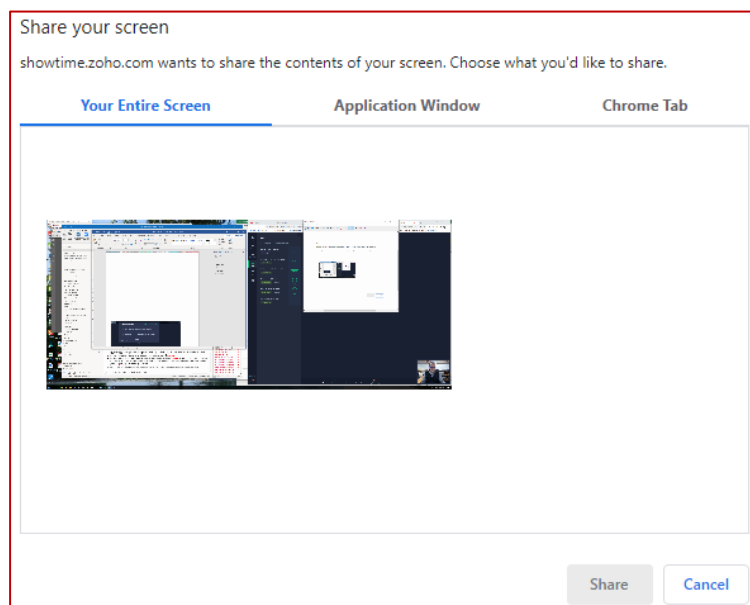 Share your screen
showtime.zoho.com wants to share the contents of your screen. Choose what you'd like to share.
Your Entire Screen
Application Window
Chrome Tab
Share
Cancel